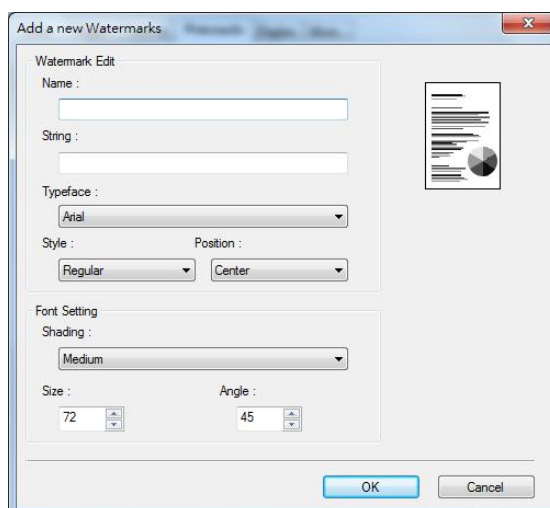 Add a new Watermarks
Watermark Edit
Name :
String :
Typeface :
Arial
Style : Position :
Regular Center
Font Setting
Shading :
Medium
Size : Angle :
72 45
OK Cancel